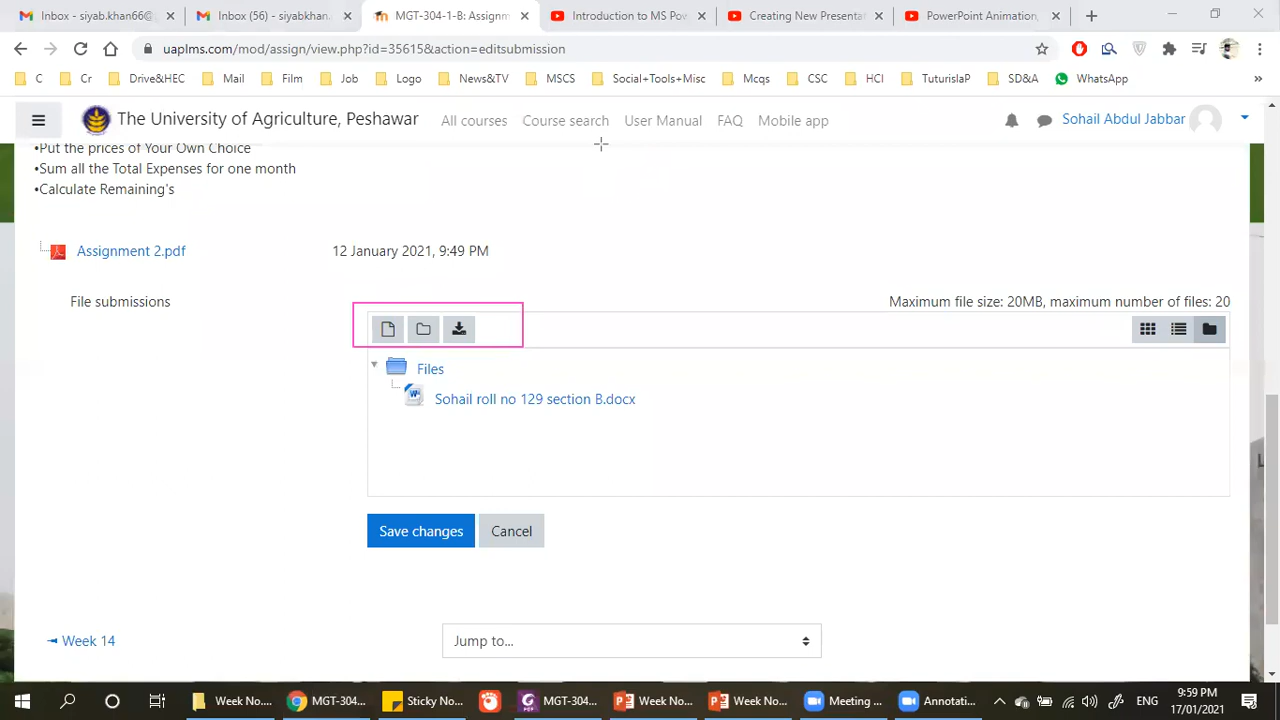 Inbox - siyab.khan66@
Inbox (56) - siyabkhan.
MGT-304-1-B: Assignm
Introduction to MS Pow
Creating New Presentat
PowerPoint Animation,
uaplms.com/mod/assign/view.php?id=35615&action=editsubmission
C
Cr
Drive&HEC
Mail
Film
Job
Logo
News&TV
MSCS
Social+Tools+Misc
Mcqs
CSC
HCI
TuturislaP
SD&A
WhatsApp
»
The University of Agriculture, Peshawar
All courses
Course search
User Manual
FAQ
Mobile app
Sohail Abdul Jabbar
•Put the prices of Your Own Choice
•Sum all the Total Expenses for one month
•Calculate Remaining's
Assignment 2.pdf
12 January 2021, 9:49 PM
File submissions
Maximum file size: 20MB, maximum number of files: 20
Files
Sohail roll no 129 section B.docx
Save changes
Cancel
◄ Week 14
Jump to...
Week No...
MGT-304...
Sticky No...
MGT-304...
Week No...
Week No...
Meeting ...
Annotati...
ENG
9:59 PM
17/01/2021